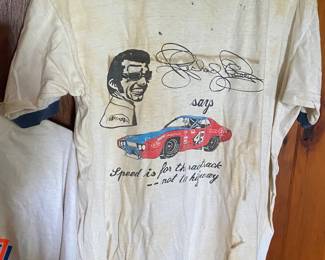 says
Speed is for the racetrack
--- not the highway